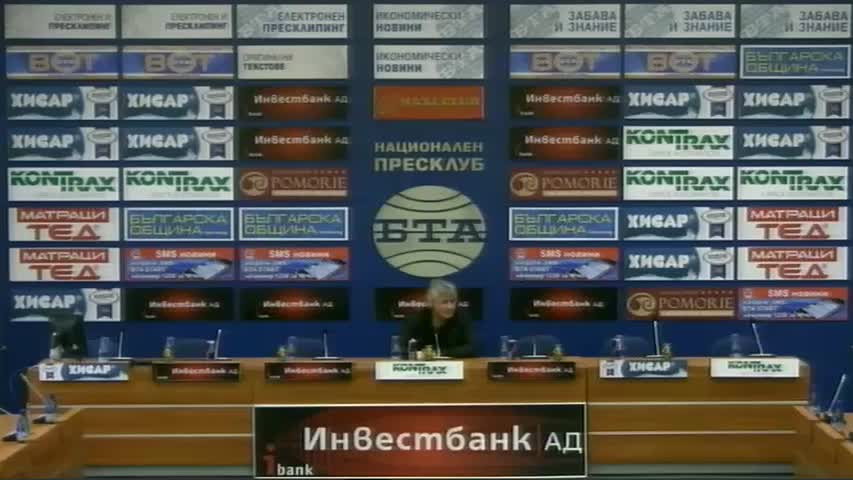 ЕЛЕКТРОНЕН И ПРЕСКЛИПИНГ
ЕЛЕКТРОНЕН И ПРЕСКЛИПИНГ
ЕЛЕКТРОНЕН ПРЕСКЛИПИНГ
ИКОНОМИЧЕСКИ НОВИНИ
БТА
ЗАБАВА И ЗНАНИЕ
ЗАБАВА И ЗНАНИЕ
ВОТ
ВОТ
ОРИГИНАЛНИ ТЕКСТОВЕ
ИКОНОМИЧЕСКИ НОВИНИ
ВОТ
ВОТ
БЪЛГАРСКА ОБЩИНА
ХИСАР
ХИСАР
ИНВЕСТБАНК АД
ИНВЕСТБАНК АД
ХИСАР
ХИСАР
ХИСАР
ХИСАР
ИНВЕСТБАНК АД
НАЦИОНАЛЕН
ПРЕСКЛУБ
ИНВЕСТБАНК АД
KONTRAX
ХИСАР
KONTRAX
KONTRAX
POMORIE
POMORIE
KONTRAX
KONTRAX
МАТРАЦИ ТЕД
БЪЛГАРСКА ОБЩИНА
БЪЛГАРСКА ОБЩИНА
БТА
БЪЛГАРСКА ОБЩИНА
ХИСАР
МАТРАЦИ ТЕД
МАТРАЦИ ТЕД
SMS НОВИНИ
SMS НОВИНИ
SMS НОВИНИ
ХИСАР
МАТРАЦИ ТЕД
ХИСАР
ИНВЕСТБАНК АД
ИНВЕСТБАНК АД
ИНВЕСТБАНК АД
POMORIE
SMS НОВИНИ
ХИСАР
ИНВЕСТБАНК АД
ИНВЕСТБАНК АД
KONTRAX
ИНВЕСТБАНК АД
ХИСАР
KONTRAX
ИНВЕСТБАНК АД
ibank